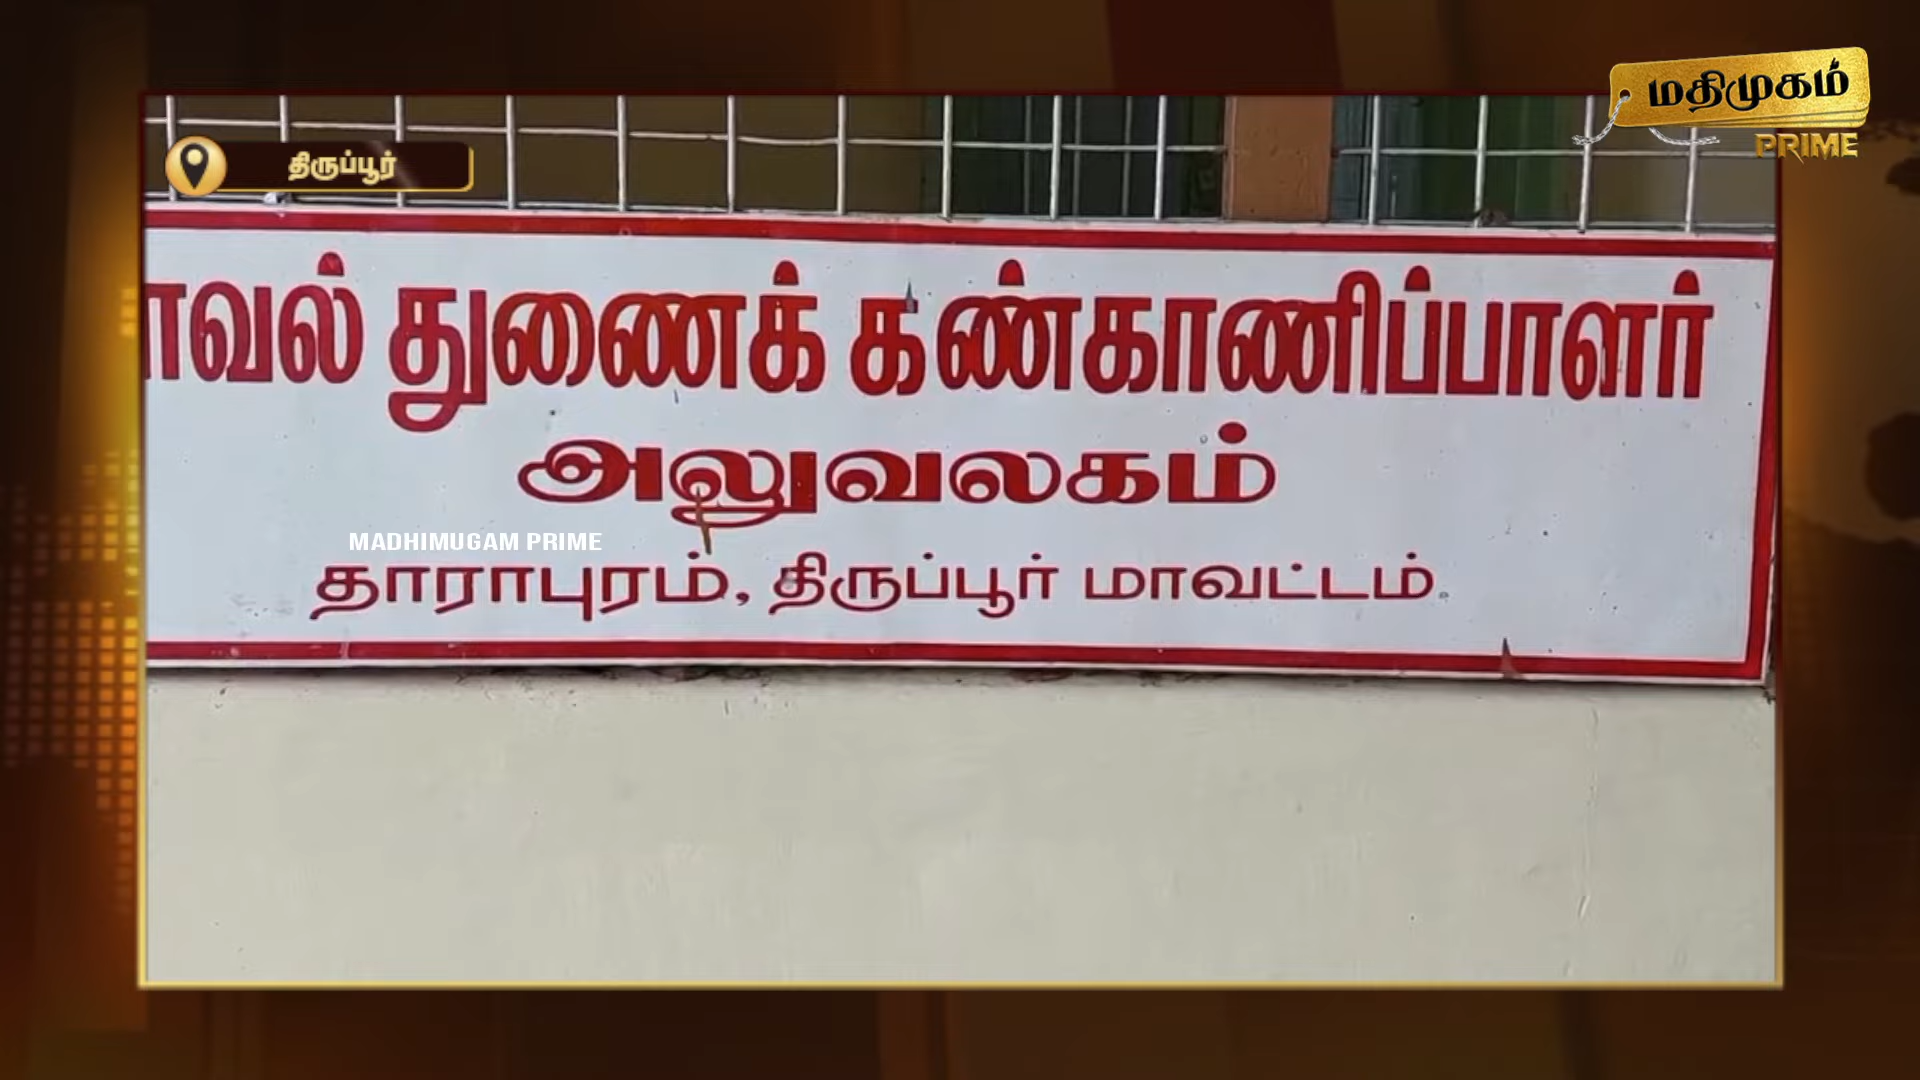 மதிமுகம்
PRIME
திருப்பூர்
ாவல் துணைக் கண்காணிப்பாளர்
அலுவலகம்
MADHIMUGAM PRIME
தாராபுரம், திருப்பூர் மாவட்டம்.